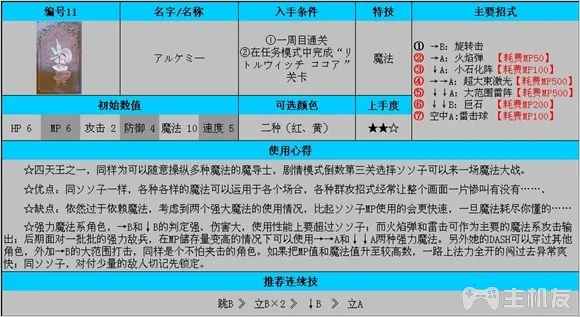 编号11
名字/名称
入手条件
特技
主要招式
アルケミー
①一周目通关
②在任务模式中完成"リ
トルウィッチ ココア"
关卡
魔法
① →B: 旋转击
② →A: 火焰弹 【耗费MP50】
③ ↓A: 小石化阵 【耗费MP100】
④ →→A: 超大束激光 【耗费MP500】
⑤ ↓↓A: 大范围雷阵 【耗费MP500】
⑥ ↓↓B: 巨石 【耗费MP200】
⑦ 空中A:雷击球 【耗费MP100】
初始数值
可选颜色
上手度
HP 6
MP 6
攻击 2
防御 4
魔法 10
速度 5
二种（红、黄）
★★☆
使用心得
☆四天王之一，同样为可以随意操纵多种魔法的魔导士，剧情模式倒数第三关选择ソソ子可以来一场魔法大战。
☆优点：同ソソ子一样，各种各样的魔法可以运用于各个场合，各种群攻招式经常让整个画面一片惨叫有没有……、
☆缺点：依然过于依赖魔法，考虑到两个强大魔法的使用情况，比起ソソ子MP使用的会更快速，一旦魔法耗尽你懂的……
☆强力魔法系角色，→B和↓B的判定强、伤害大，使用性能上要超过ソソ子；而火焰弹和雷击可作为主要的魔法系攻击输
出；后期面对一批批的强力敌兵，在MP储存量变高的情况下可以使用→→A和↓↓A两种强力魔法。另外她的DASH可以穿过其他
角色，外加→B的大范围打击，同样是个不怕夹击的角色。如果把MP值和魔法值升至较高数，一路上法力全开的闯过去异常爽
快；同ソソ子，对付少量的敌人切记先锁定。
推荐连续技
跳B 》 立B×2 》 ↓B 》 立A
主机友